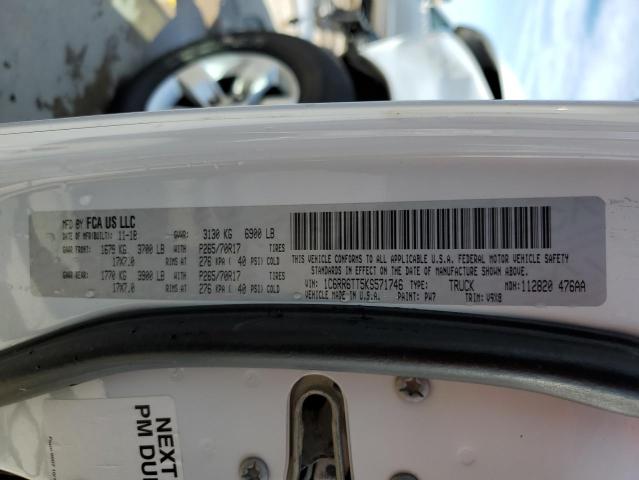 MFD BY FCA US LLC
DATE OF MFR(BUILT): 11-18 GVWR: 3130 KG 6900 LB
GAWR FRONT: 1679 KG 3700 LB WITH P265/70R17 TIRES
17X7.0 RIMS AT 276 KPA ( 40 PSI) COLD
GAWR REAR: 1770 KG 3900 LB WITH P265/70R17 TIRES
17X7.0 RIMS AT 276 KPA ( 40 PSI) COLD
THIS VEHICLE CONFORMS TO ALL APPLICABLE U.S.A. FEDERAL MOTOR VEHICLE SAFETY
STANDARDS IN EFFECT ON THE DATE OF MANUFACTURE SHOWN ABOVE.
VIN: 1C6RR6TT5KS571746 TYPE: TRUCK MDH: 112820 476AA
VEHICLE MADE IN U.S.A. PAINT: PW7 TRIM: V9X8
NEXT
PM DU